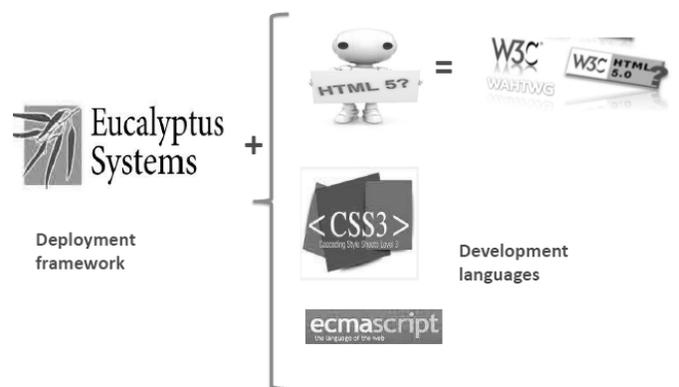 Eucalyptus
Systems
Deployment
framework
+
HTML 5?
=
W3C
WAHTWG
W3C HTML
5.0 ?
<CSS3>
Cascading Style Sheets Level 3
ecmascript
the language of the web
Development
languages